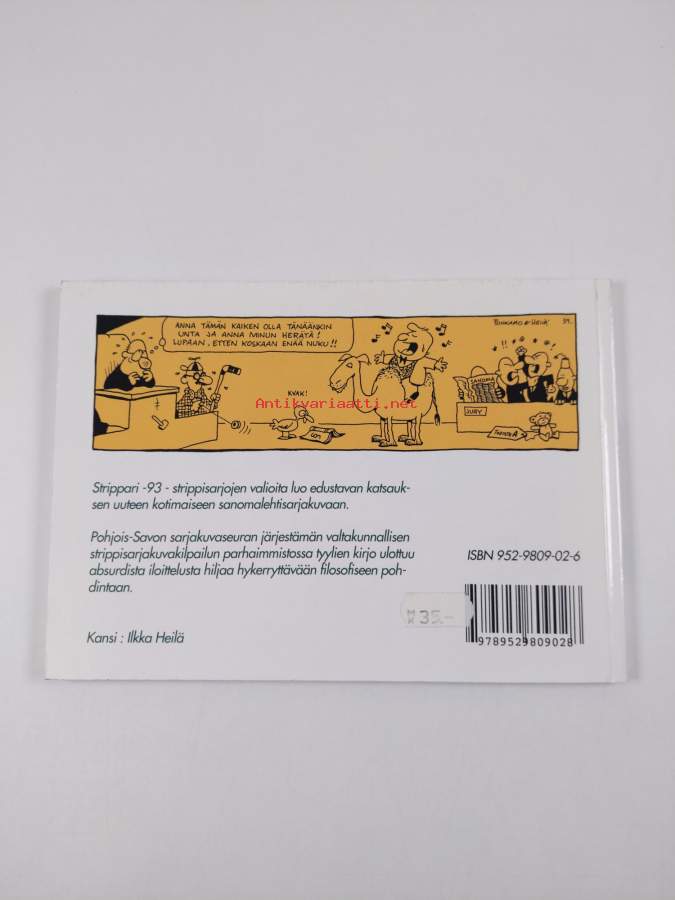 ANNA TÄMÄN KAIKEN OLLA TÄNÄÄNKIN
UNTA JA ANNA MINUN HERÄTÄ!
LUPAAN, ETTEN KOSKAAN ENÄÄ NUKU!!
KVAK!
SANOMA
JURY
Antikvariaatti.net
Strippari -93 - strippisarjojen valioita luo edustavan katsauk-
sen uuteen kotimaiseen sanomalehtisarjakuvaan.
Pohjois-Savon sarjakuvaseuran järjestämän valtakunnallisen
strippisarjakuvakilpailun parhaimmistossa tyylien kirjo ulottuu
absurdista iloittelusta hiljaa hykerryttävään filosofiseen poh-
dintaan.
Kansi : Ilkka Heilä
ISBN 952-9809-02-6
MK 35.-
9789529809028